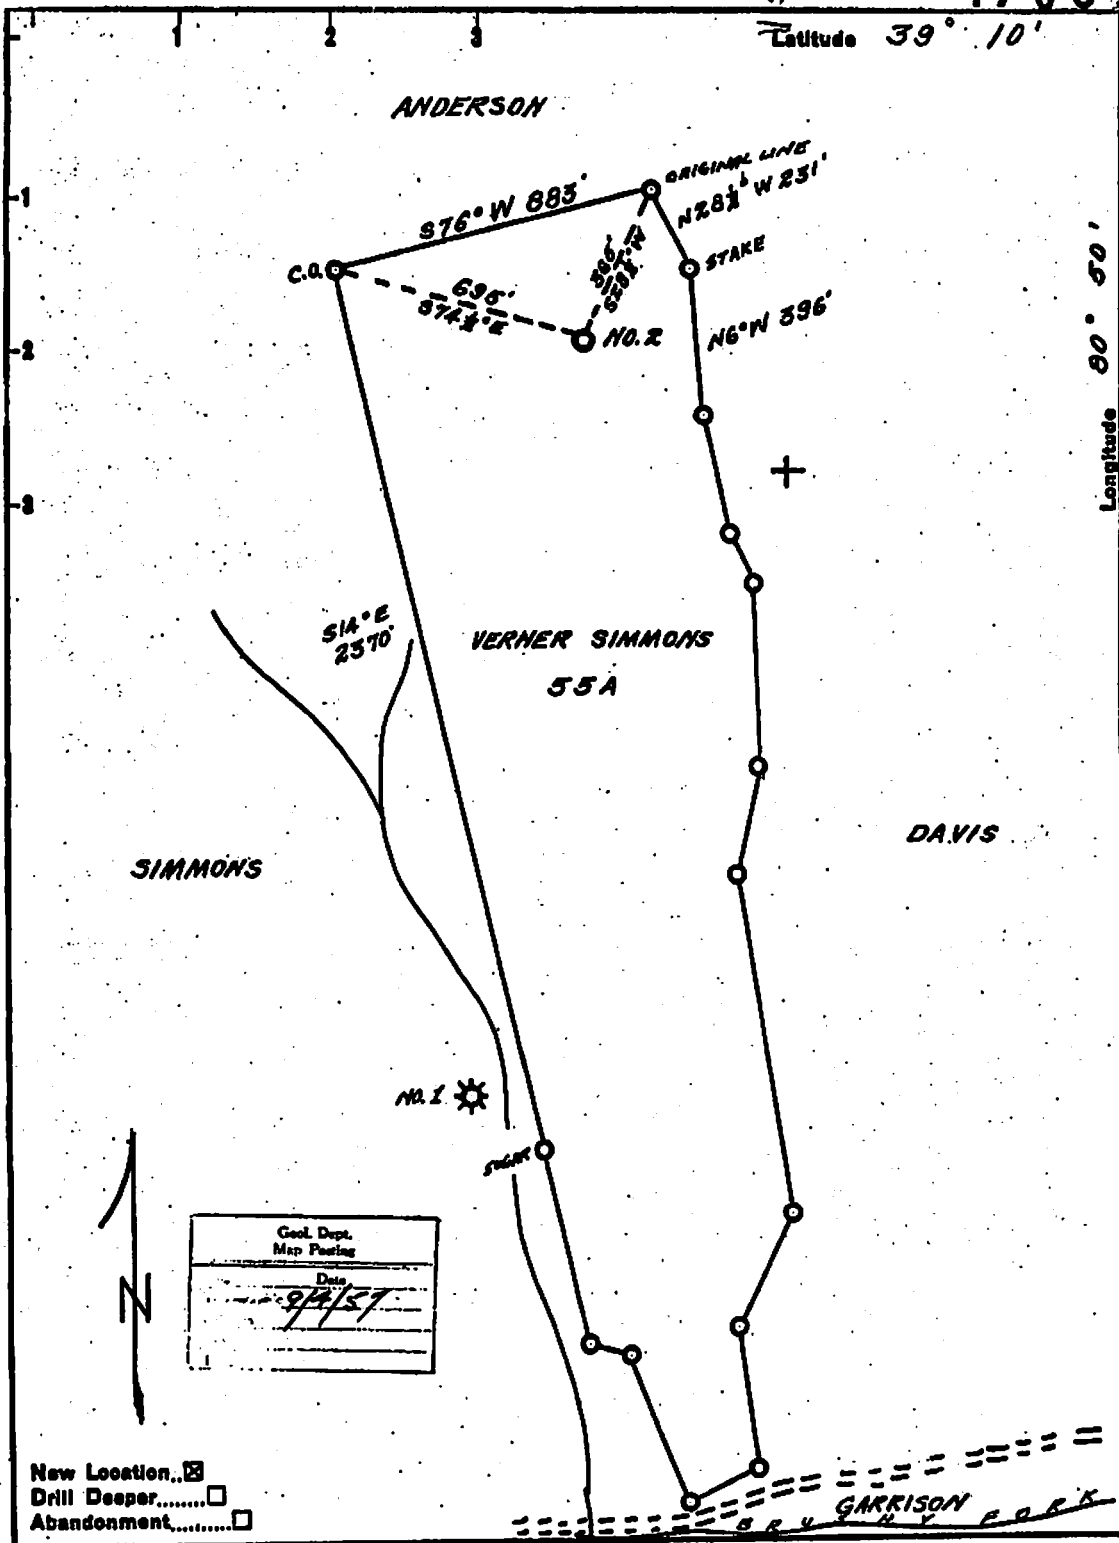 1 2 3
Latitude 39° 10'
ANDERSON
ORIGINAL LINE
N28½° W 231'
S76° W 883'
1
STAKE
C.O.
695'
S74½°E
NO. 2
N6°W 396'
2
Longitude 80° 50'
3
S14°E
2370'
VERNER SIMMONS
55A
DAVIS
SIMMONS
NO. 1
SUGAR
Geol. Dept.
Map Posting
Date
9/4/57
N
New Location..☒
Drill Deeper........☐
Abandonment..........☐
GARRISON
BRUSHY FORK